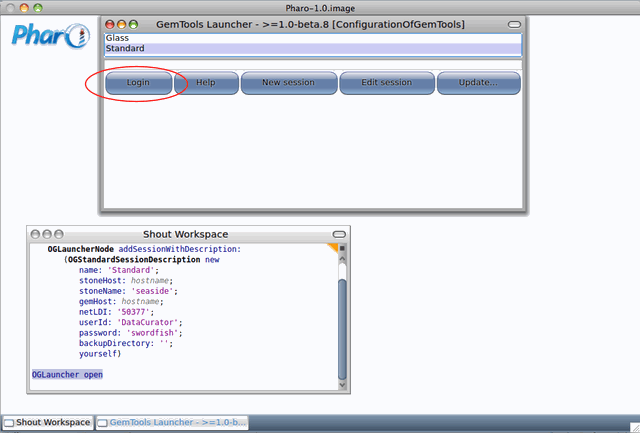 Pharo-1.0.image
Pharo
GemTools Launcher - >=1.0-beta.8 [ConfigurationOfGemTools]
Glass
Standard
Login
Help
New session
Edit session
Update...
Shout Workspace
OGLauncherNode addSessionWithDescription:
(OGStandardSessionDescription new
name: 'Standard';
stoneHost: hostname;
stoneName: 'seaside';
gemHost: hostname;
netLDI: '50377';
userId: 'DataCurator';
password: 'swordfish';
backupDirectory: '';
yourself)
OGLauncher open
Shout Workspace
GemTools Launcher - >=1.0-b...